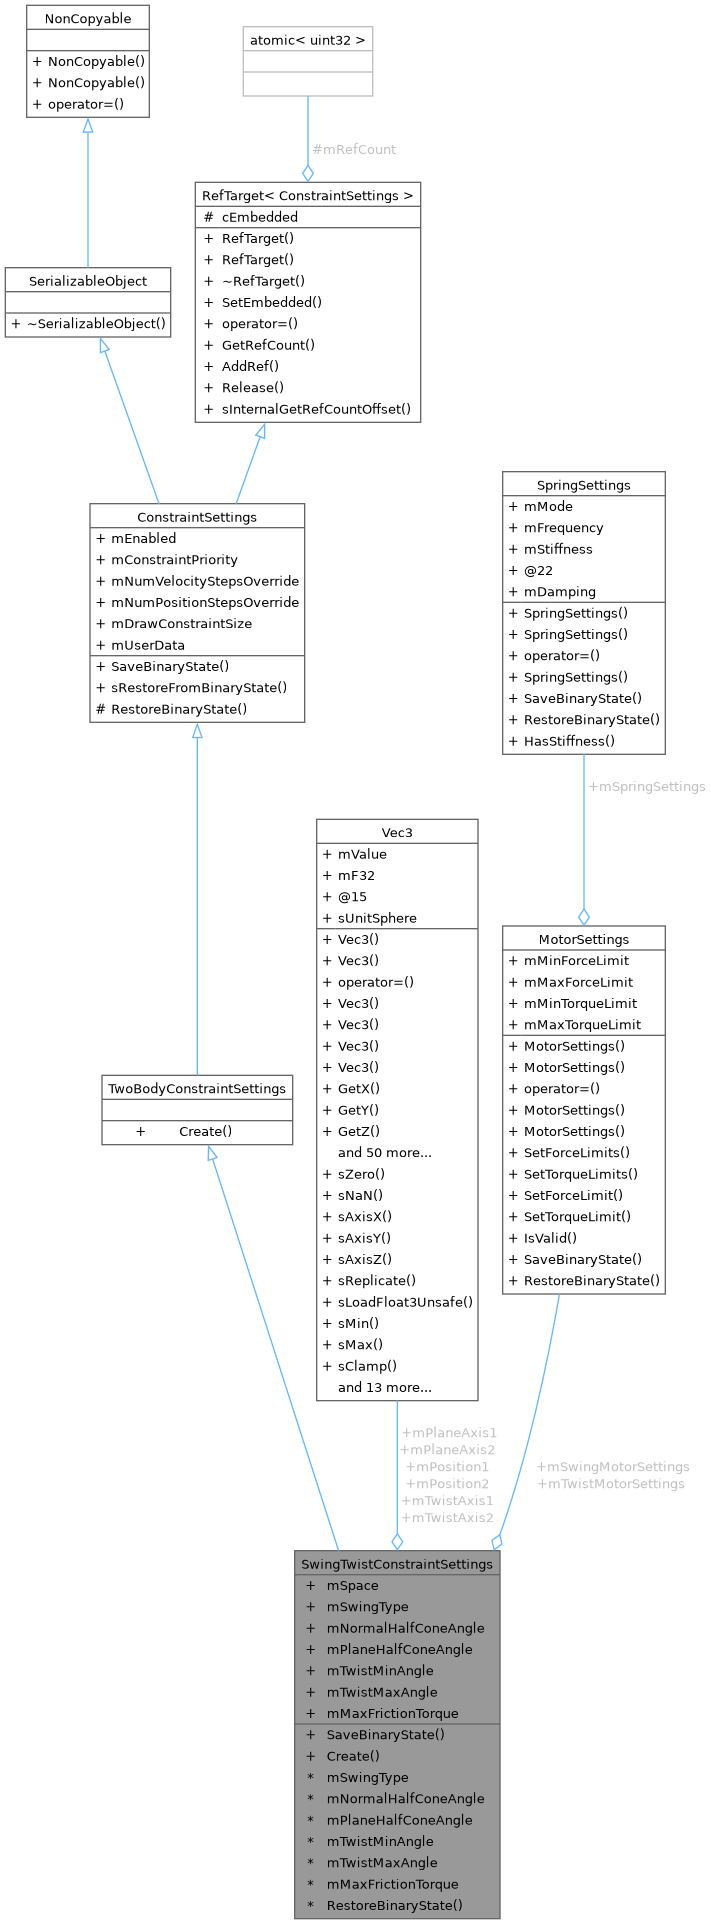 NonCopyable
+ NonCopyable()
+ NonCopyable()
+ operator=()
atomic< uint32 >
#mRefCount
RefTarget< ConstraintSettings >
# cEmbedded
+ RefTarget()
+ RefTarget()
+ ~RefTarget()
+ SetEmbedded()
+ operator=()
+ GetRefCount()
+ AddRef()
+ Release()
+ sInternalGetRefCountOffset()
SerializableObject
+ ~SerializableObject()
ConstraintSettings
+ mEnabled
+ mConstraintPriority
+ mNumVelocityStepsOverride
+ mNumPositionStepsOverride
+ mDrawConstraintSize
+ mUserData
+ SaveBinaryState()
+ sRestoreFromBinaryState()
# RestoreBinaryState()
SpringSettings
+ mMode
+ mFrequency
+ mStiffness
+ @22
+ mDamping
+ SpringSettings()
+ SpringSettings()
+ operator=()
+ SpringSettings()
+ SaveBinaryState()
+ RestoreBinaryState()
+ HasStiffness()
+mSpringSettings
Vec3
+ mValue
+ mF32
+ @15
+ sUnitSphere
+ Vec3()
+ Vec3()
+ operator=()
+ Vec3()
+ Vec3()
+ Vec3()
+ Vec3()
+ GetX()
+ GetY()
+ GetZ()
and 50 more...
+ sZero()
+ sNaN()
+ sAxisX()
+ sAxisY()
+ sAxisZ()
+ sReplicate()
+ sLoadFloat3Unsafe()
+ sMin()
+ sMax()
+ sClamp()
and 13 more...
MotorSettings
+ mMinForceLimit
+ mMaxForceLimit
+ mMinTorqueLimit
+ mMaxTorqueLimit
+ MotorSettings()
+ MotorSettings()
+ operator=()
+ MotorSettings()
+ MotorSettings()
+ SetForceLimits()
+ SetTorqueLimits()
+ SetForceLimit()
+ SetTorqueLimit()
+ IsValid()
+ SaveBinaryState()
+ RestoreBinaryState()
TwoBodyConstraintSettings
+ Create()
+mPlaneAxis1
+mPlaneAxis2
+mPosition1
+mPosition2
+mTwistAxis1
+mTwistAxis2
+mSwingMotorSettings
+mTwistMotorSettings
SwingTwistConstraintSettings
+ mSpace
+ mSwingType
+ mNormalHalfConeAngle
+ mPlaneHalfConeAngle
+ mTwistMinAngle
+ mTwistMaxAngle
+ mMaxFrictionTorque
+ SaveBinaryState()
+ Create()
* mSwingType
* mNormalHalfConeAngle
* mPlaneHalfConeAngle
* mTwistMinAngle
* mTwistMaxAngle
* mMaxFrictionTorque
* RestoreBinaryState()